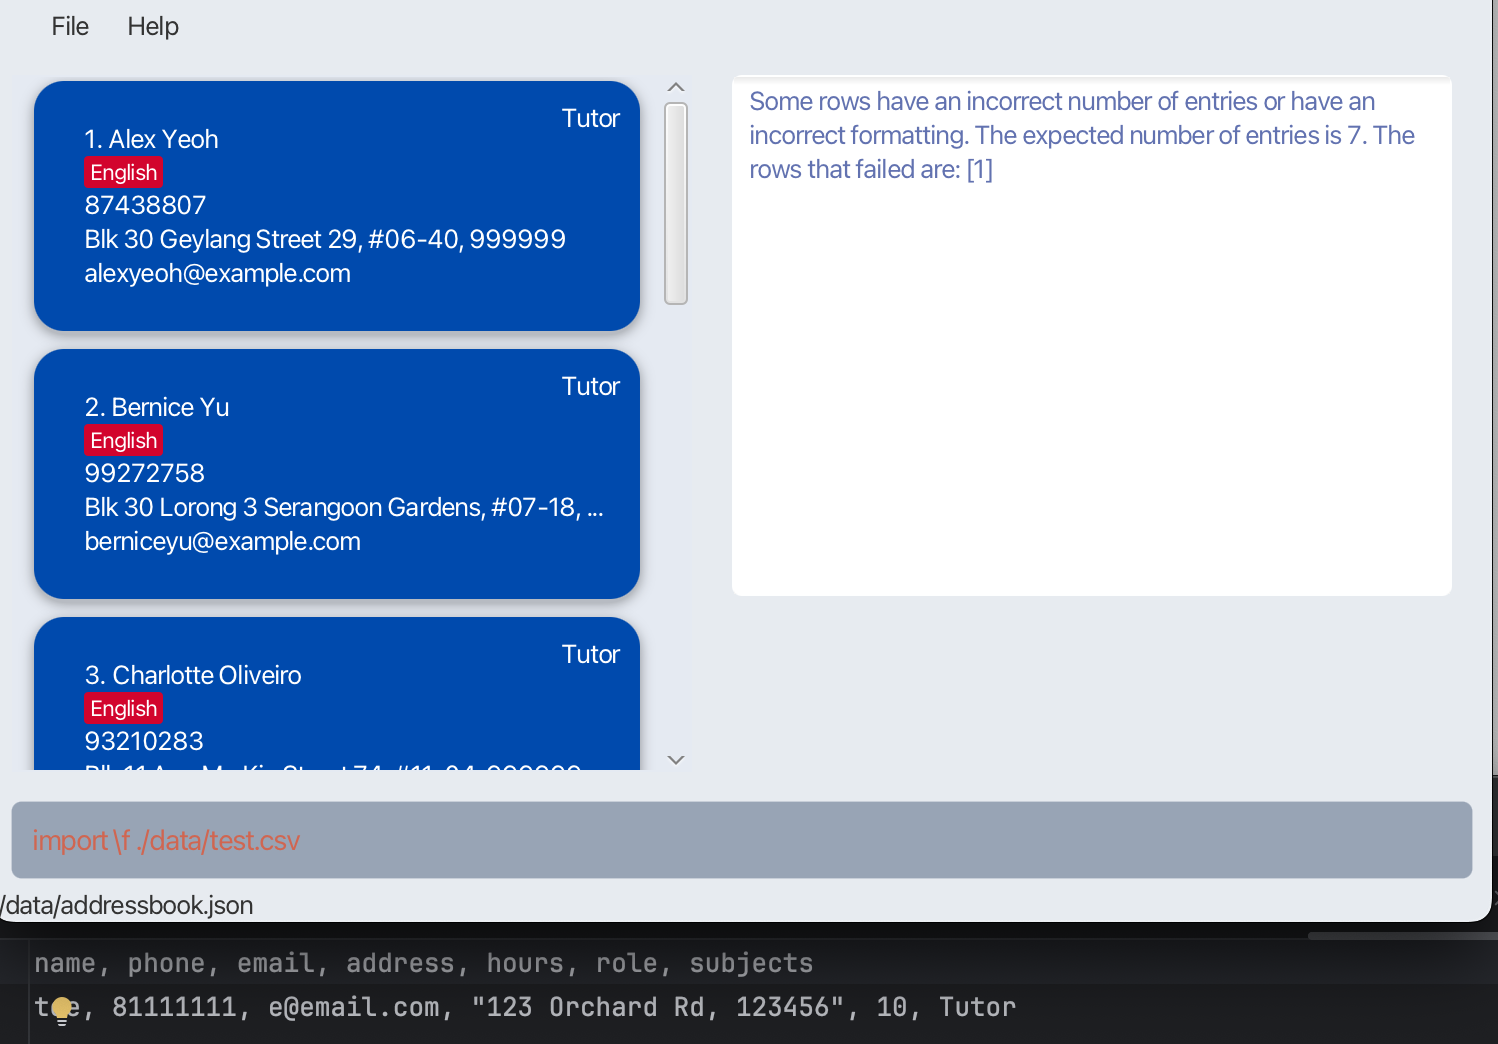 File Help
Tutor
1. Alex Yeoh
English
87438807
Blk 30 Geylang Street 29, #06-40, 999999
alexyeoh@example.com
Tutor
2. Bernice Yu
English
99272758
Blk 30 Lorong 3 Serangoon Gardens, #07-18, ...
berniceyu@example.com
Tutor
3. Charlotte Oliveiro
English
93210283
Some rows have an incorrect number of entries or have an
incorrect formatting. The expected number of entries is 7. The
rows that failed are: [1]
import \f ./data/test.csv
/data/addressbook.json
name, phone, email, address, hours, role, subjects
81111111, e@email.com, "123 Orchard Rd, 123456", 10, Tutor